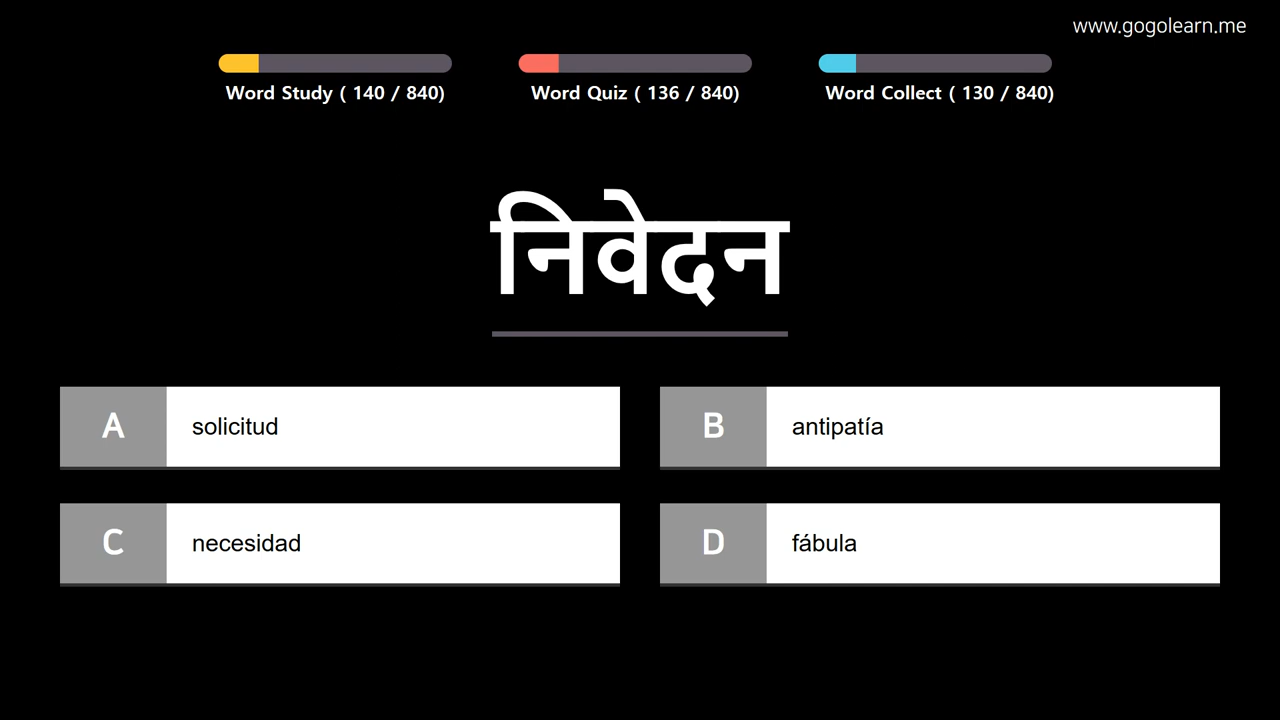 www.gogolearn.me
Word Study ( 140 / 840)
Word Quiz ( 136 / 840)
Word Collect ( 130 / 840)
निवेदन
A solicitud
B antipatía
C necesidad
D fábula